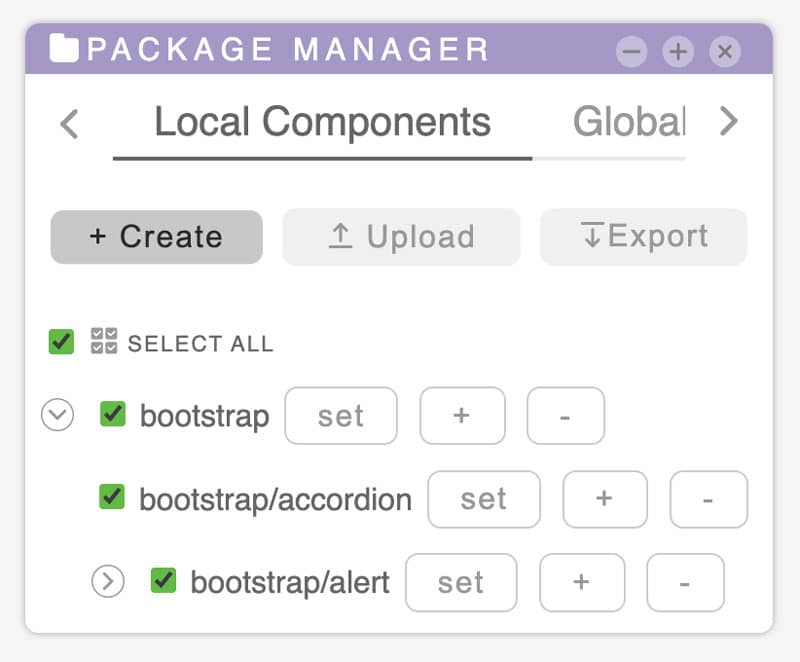 PACKAGE MANAGER
Local Components Global
+ Create Upload Export
SELECT ALL
bootstrap set + -
bootstrap/accordion set + -
bootstrap/alert set + -